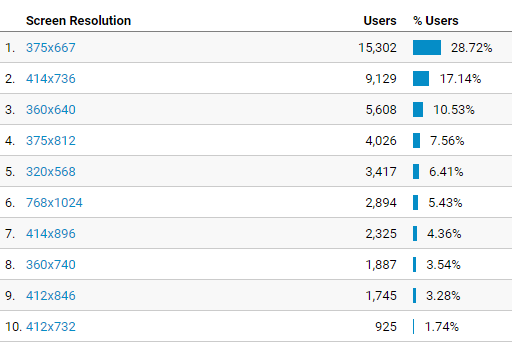 Screen Resolution Users % Users
1. 375x667 15,302 28.72%
2. 414x736 9,129 17.14%
3. 360x640 5,608 10.53%
4. 375x812 4,026 7.56%
5. 320x568 3,417 6.41%
6. 768x1024 2,894 5.43%
7. 414x896 2,325 4.36%
8. 360x740 1,887 3.54%
9. 412x846 1,745 3.28%
10. 412x732 925 1.74%